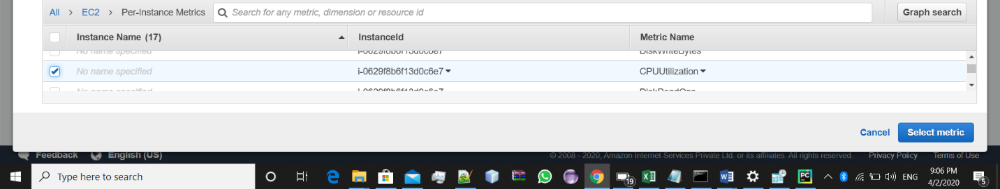 All > EC2 > Per-Instance Metrics Search for any metric, dimension or resource id Graph search
Instance Name (17) InstanceId Metric Name
No name specified i-0629f8b6f13d0c6e7 DiskWriteBytes
No name specified i-0629f8b6f13d0c6e7 CPUUtilization
No name specified i-0629f8b6f13d0c6e7 DiskReadOps
Cancel Select metric
Feedback English (US) © 2008 - 2020, Amazon Internet Services Private Ltd. or its affiliates. All rights reserved. Privacy Policy Terms of Use
Type here to search 19 ENG 9:06 PM
4/2/2020 5